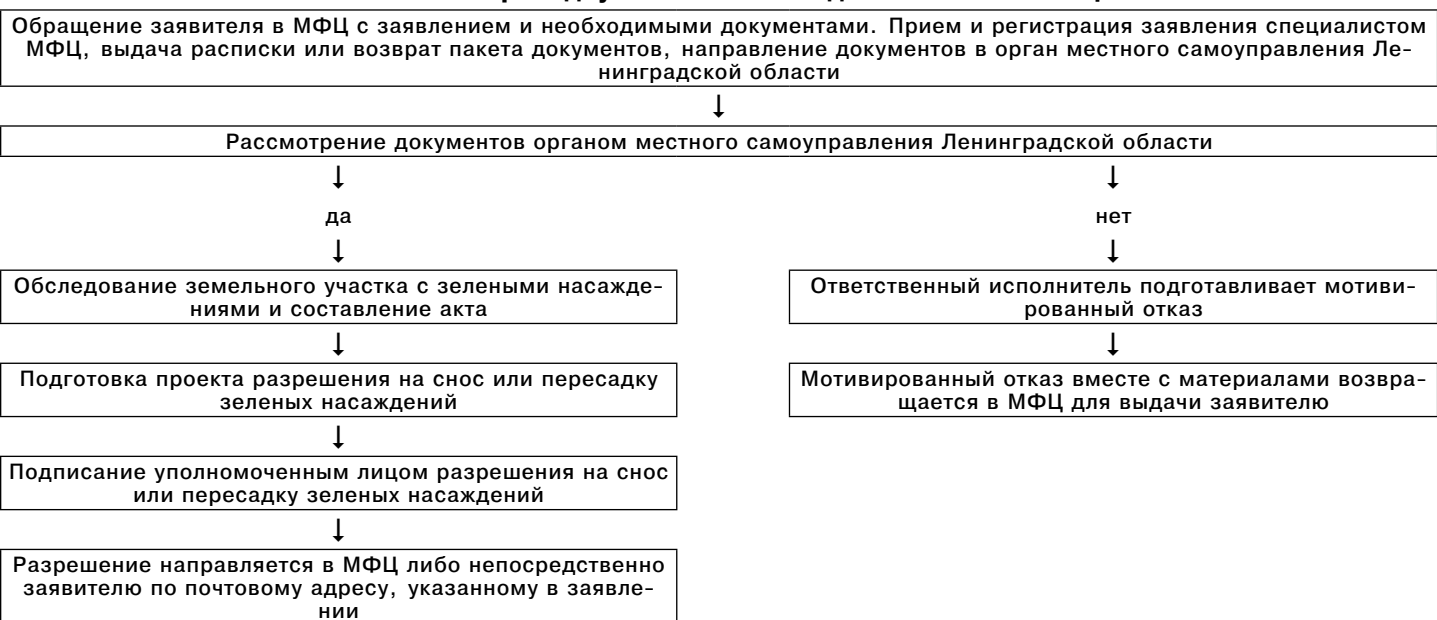 Обращение заявителя в МФЦ с заявлением и необходимыми документами. Прием и регистрация заявления специалистом
МФЦ, выдача расписки или возврат пакета документов, направление документов в орган местного самоуправления Ле-
нинградской области
↓
Рассмотрение документов органом местного самоуправления Ленинградской области
↓ ↓
да нет
↓ ↓
Обследование земельного участка с зелеными насажде-
ниями и составление акта
Ответственный исполнитель подготавливает мотиви-
рованный отказ
↓ ↓
Подготовка проекта разрешения на снос или пересадку
зеленых насаждений
Мотивированный отказ вместе с материалами возвра-
щается в МФЦ для выдачи заявителю
↓
Подписание уполномоченным лицом разрешения на снос
или пересадку зеленых насаждений
↓
Разрешение направляется в МФЦ либо непосредственно
заявителю по почтовому адресу, указанному в заявле-
нии